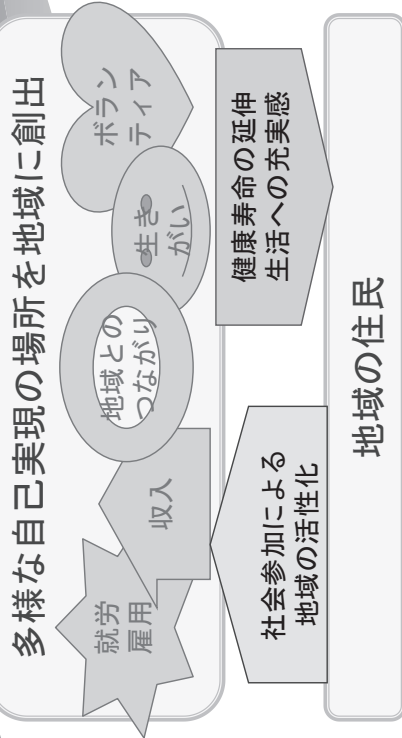 多様な自己実現の場所を地域に創出
就労
雇用
収入
地域との
つながり
生き
がい
ボラン
ティア
社会参加による
地域の活性化
健康寿命の延伸
生活への充実感
地域の住民